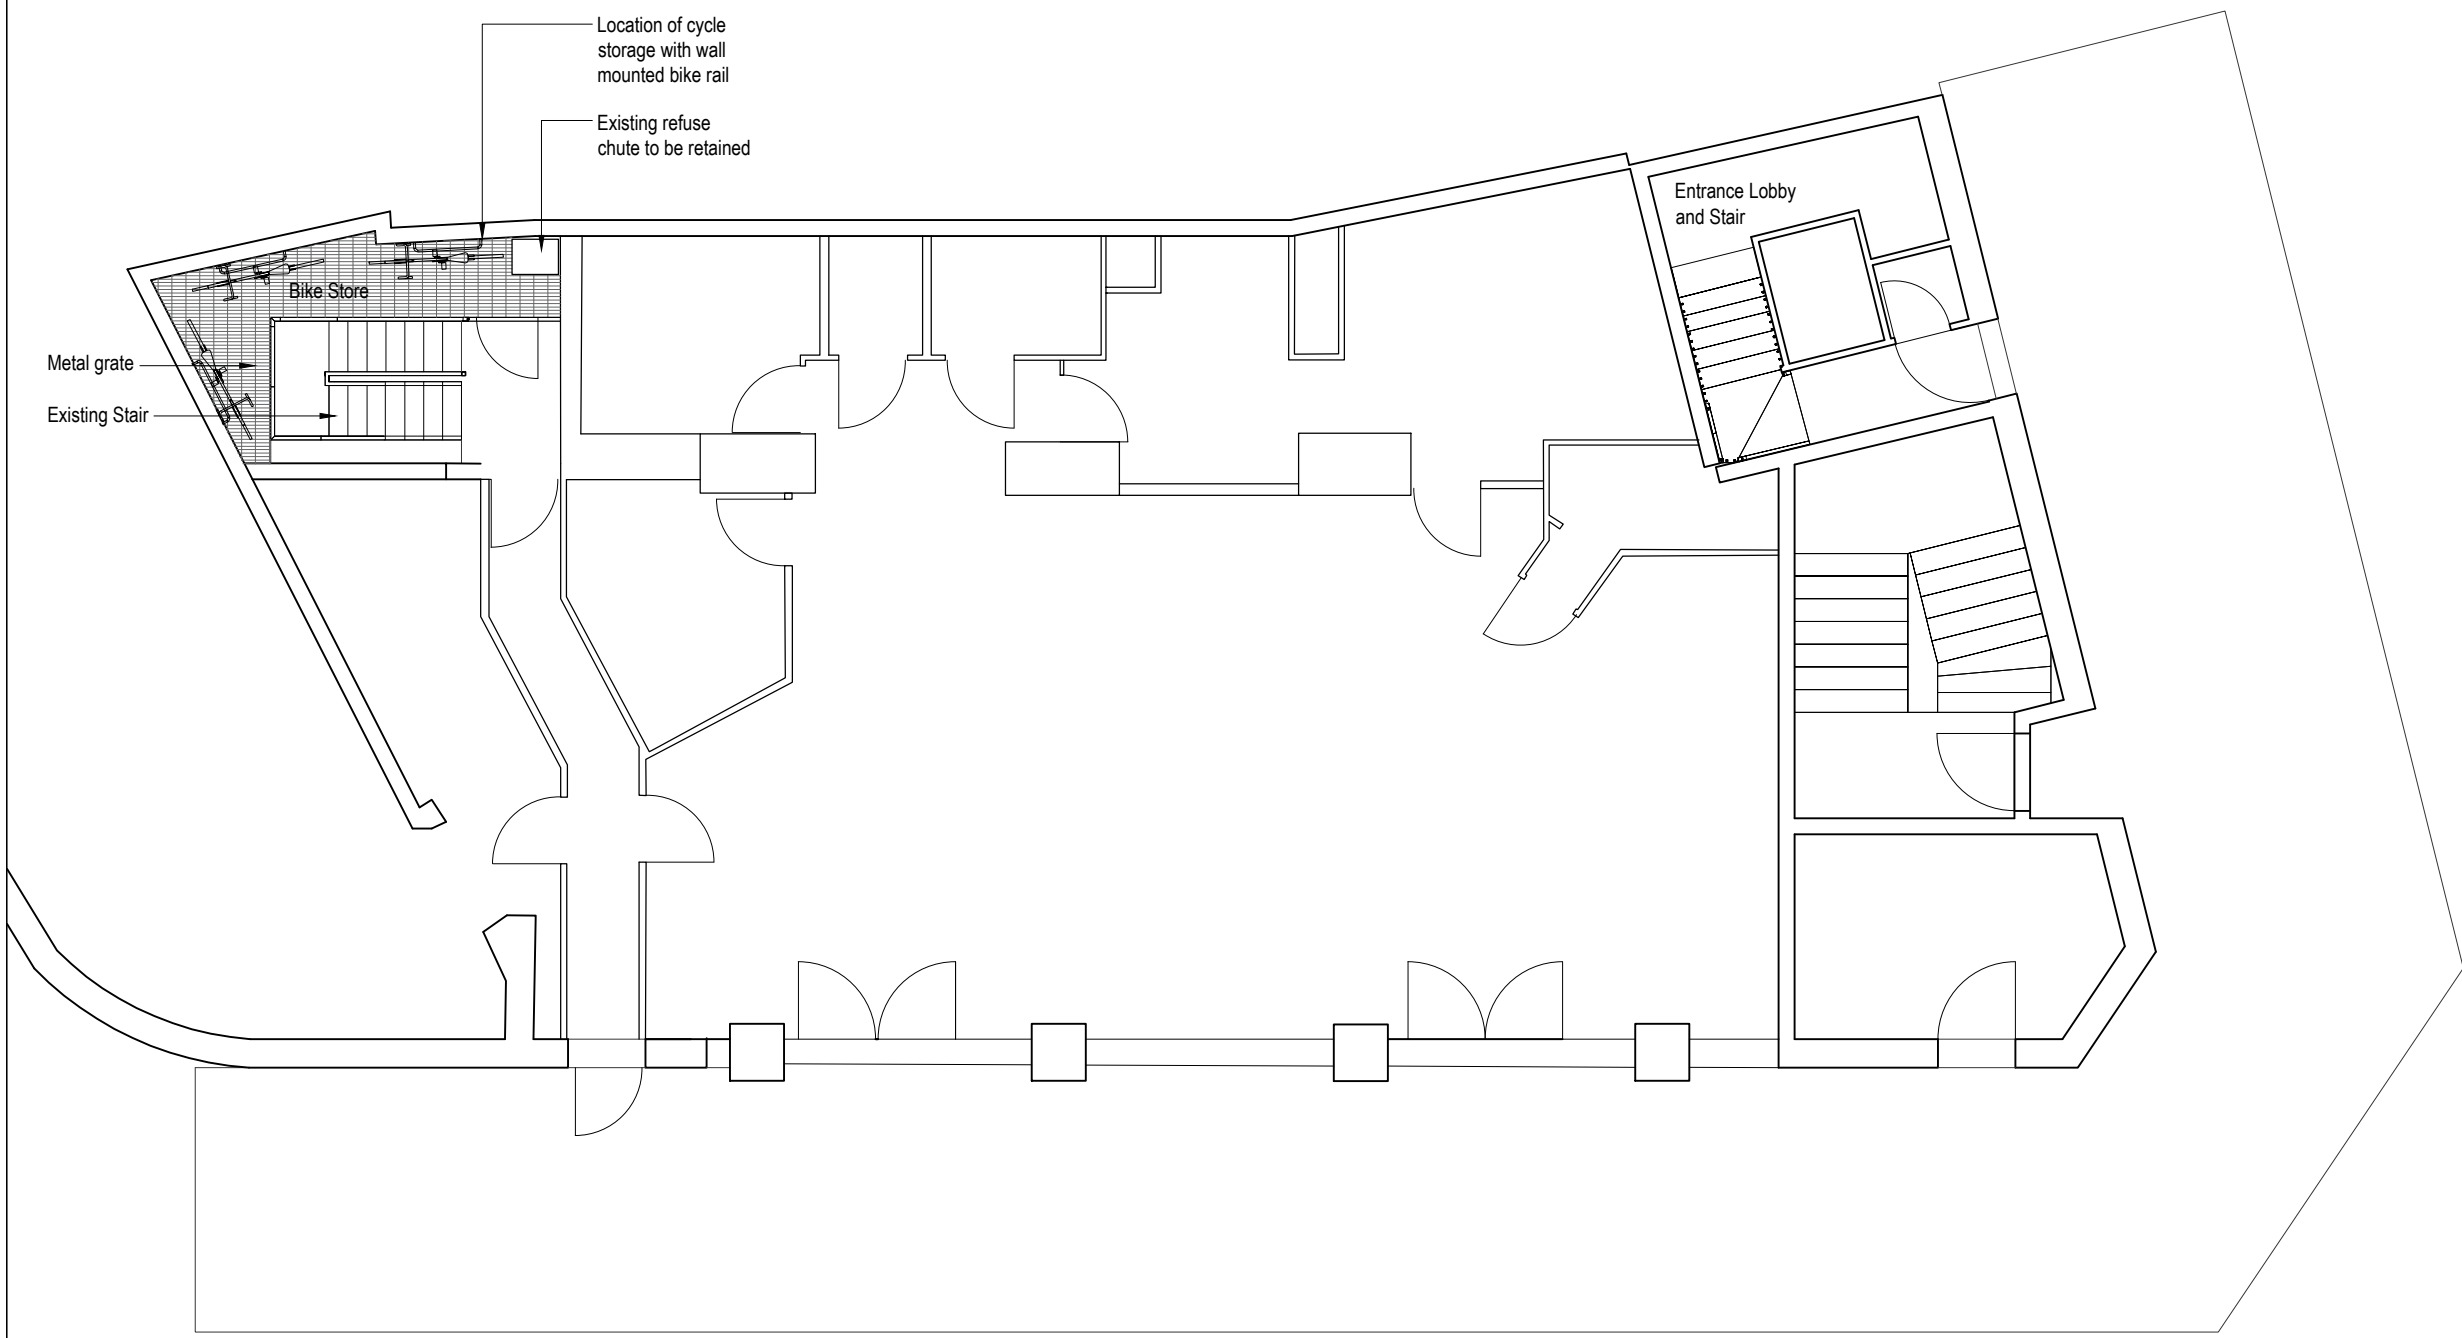 Location of cycle
storage with wall
mounted bike rail
Existing refuse
chute to be retained
Entrance Lobby
and Stair
Bike Store
Metal grate
Existing Stair